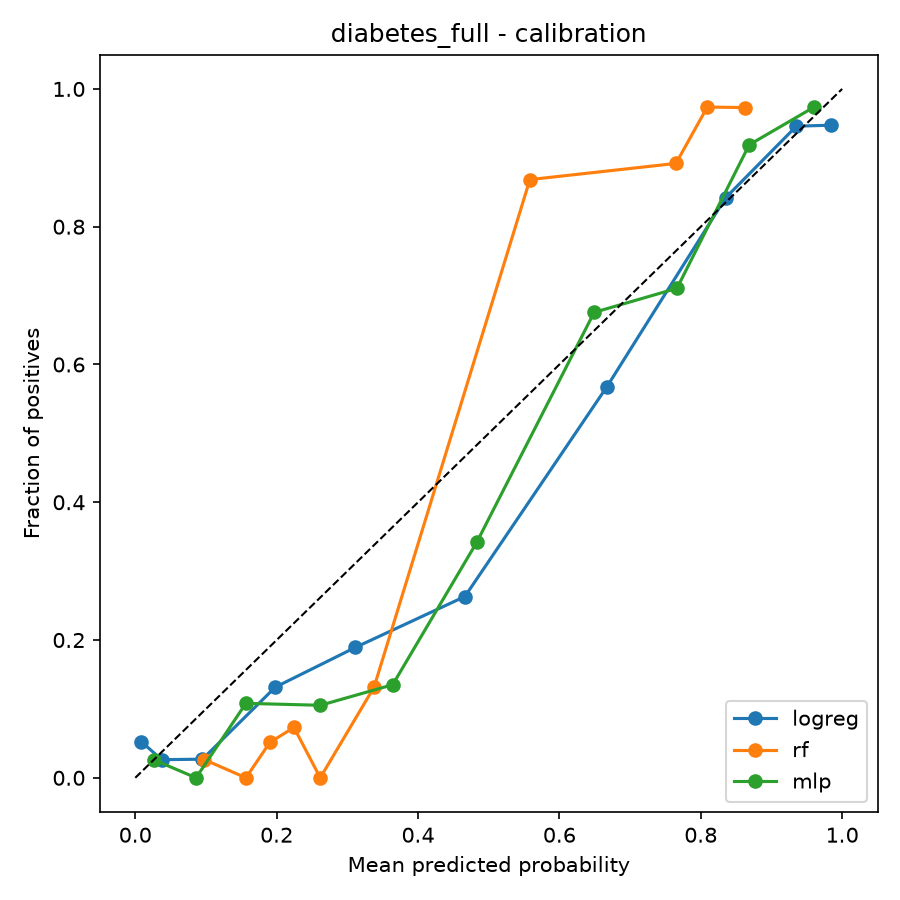 diabetes_full - calibration
1.0
0.8
0.6
0.4
0.2
0.0
Fraction of positives
0.0 0.2 0.4 0.6 0.8 1.0
Mean predicted probability
logreg
rf
mlp